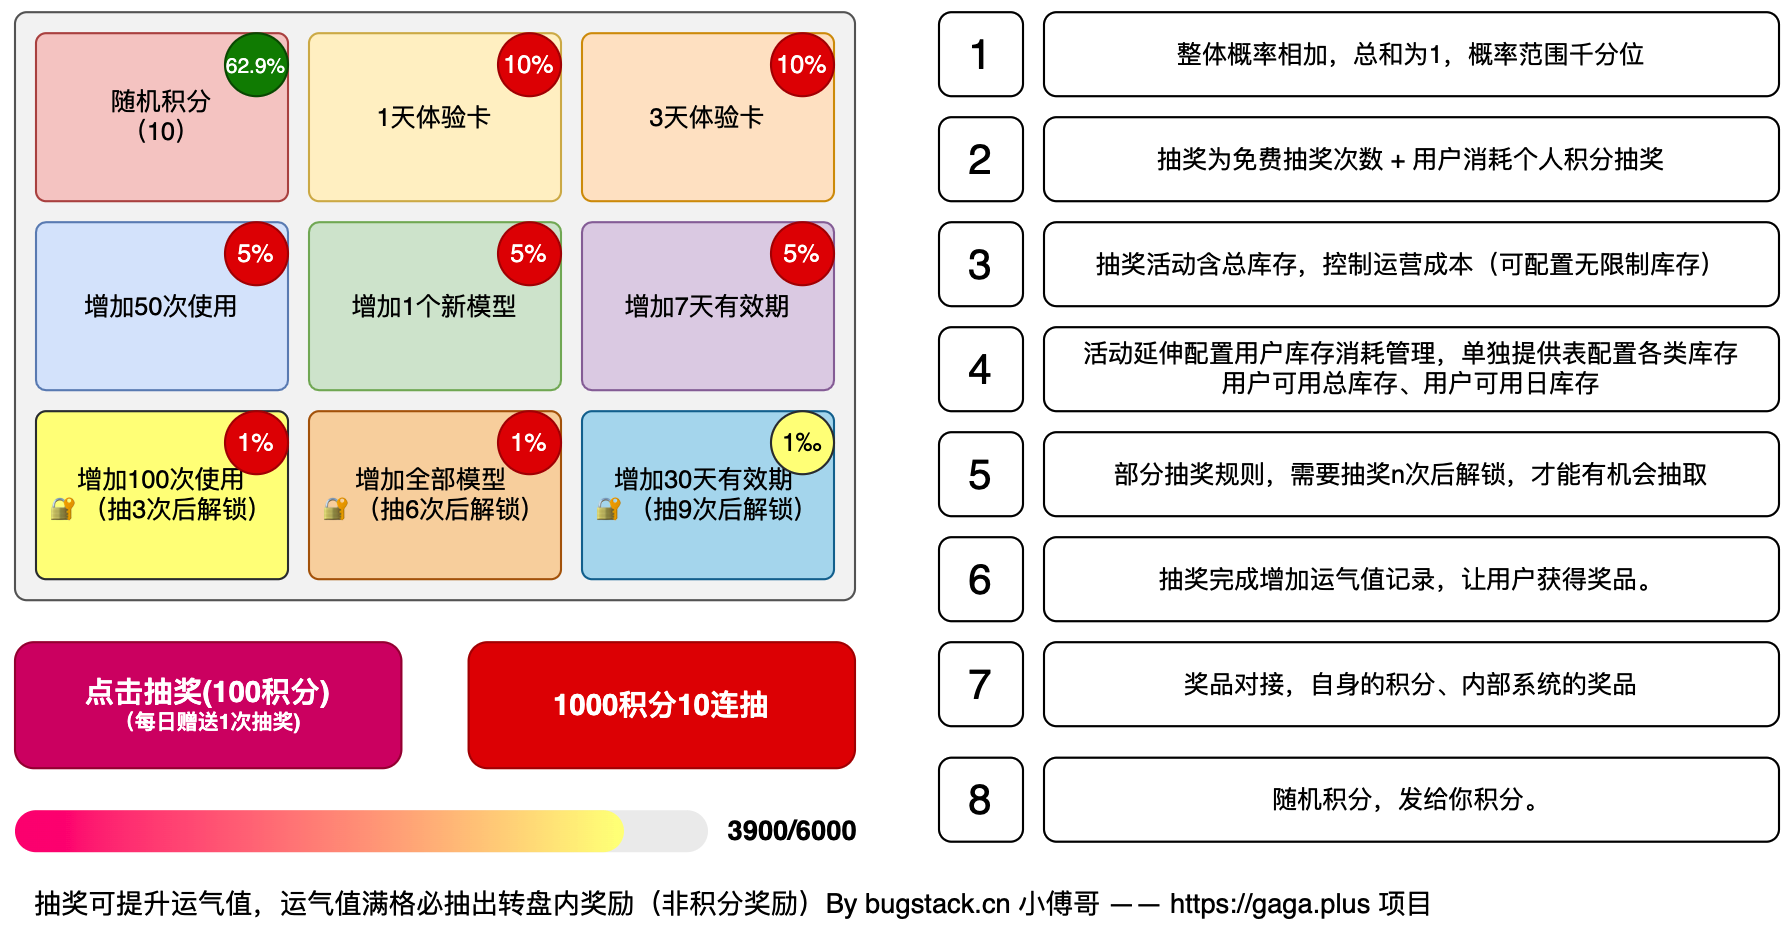 62.9%
随机积分
（10）
10%
1天体验卡
10%
3天体验卡
5%
增加50次使用
5%
增加1个新模型
5%
增加7天有效期
1%
增加100次使用
🔐 （抽3次后解锁）
1%
增加全部模型
🔐 （抽6次后解锁）
1‰
增加30天有效期
🔐 （抽9次后解锁）
点击抽奖(100积分)
（每日赠送1次抽奖)
1000积分10连抽
3900/6000
1
整体概率相加，总和为1，概率范围千分位
2
抽奖为免费抽奖次数 + 用户消耗个人积分抽奖
3
抽奖活动含总库存，控制运营成本（可配置无限制库存）
4
活动延伸配置用户库存消耗管理，单独提供表配置各类库存
用户可用总库存、用户可用日库存
5
部分抽奖规则，需要抽奖n次后解锁，才能有机会抽取
6
抽奖完成增加运气值记录，让用户获得奖品。
7
奖品对接，自身的积分、内部系统的奖品
8
随机积分，发给你积分。
抽奖可提升运气值，运气值满格必抽出转盘内奖励（非积分奖励）By bugstack.cn 小傅哥 —— https://gaga.plus 项目